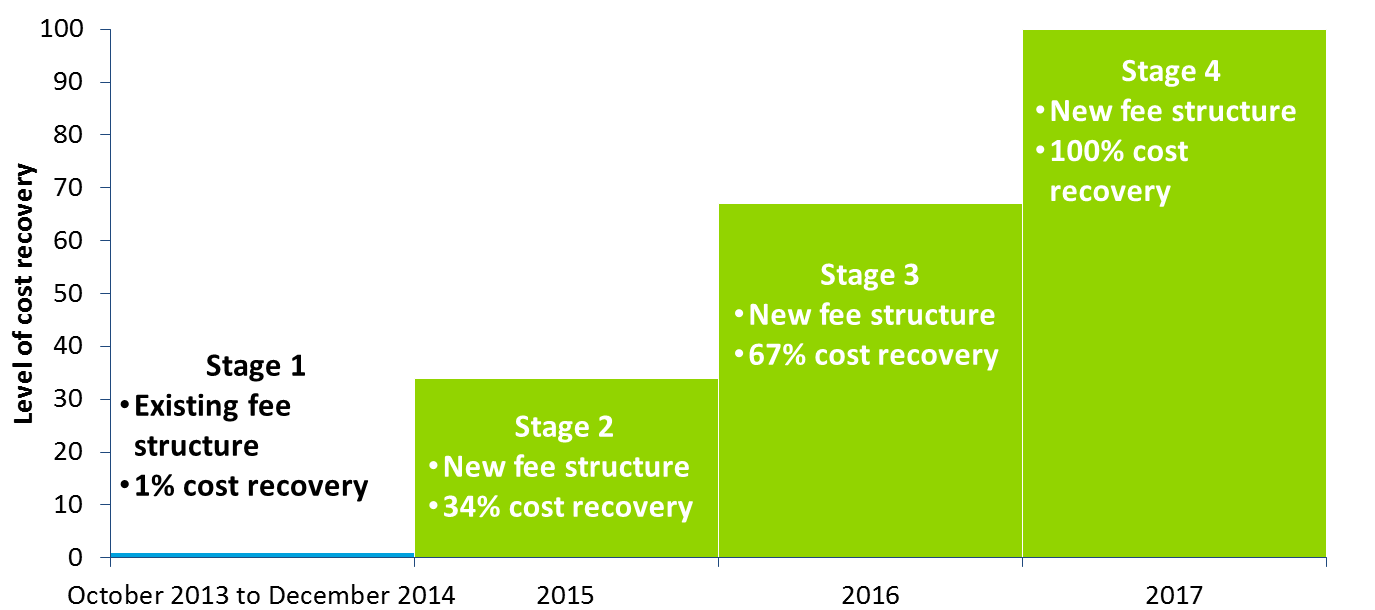 Level of cost recovery
100
90
80
70
60
50
40
30
20
10
0
Stage 1
•Existing fee
structure
•1% cost recovery
Stage 2
•New fee structure
•34% cost recovery
Stage 3
•New fee structure
•67% cost recovery
Stage 4
•New fee structure
•100% cost
recovery
October 2013 to December 2014
2015
2016
2017